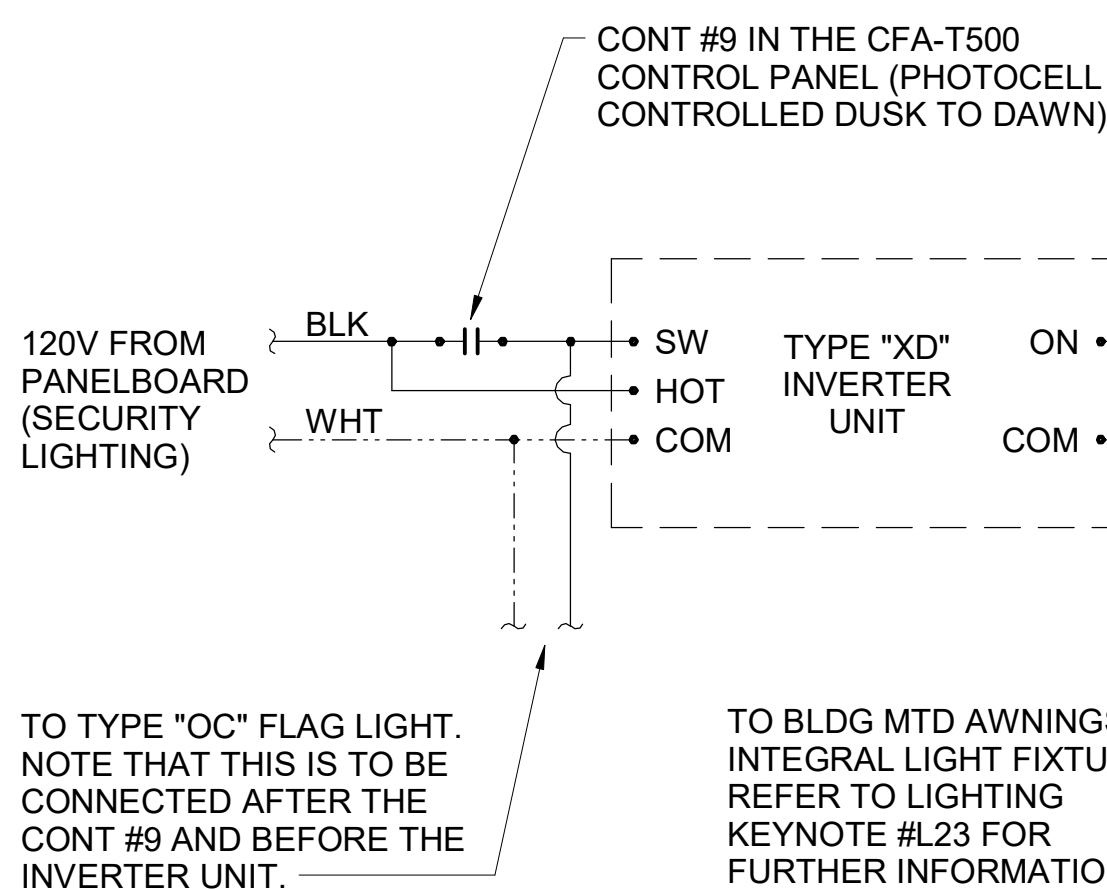 CONT #9 IN THE CFA-T500
CONTROL PANEL (PHOTOCELL
CONTROLLED DUSK TO DAWN)
120V FROM
PANELBOARD
(SECURITY
LIGHTING)
BLK
WHT
SW
HOT
COM
TYPE "XD"
INVERTER
UNIT
ON
COM
TO TYPE "OC" FLAG LIGHT.
NOTE THAT THIS IS TO BE
CONNECTED AFTER THE
CONT #9 AND BEFORE THE
INVERTER UNIT.
TO BLDG MTD AWNINGS
INTEGRAL LIGHT
REFER TO LIGHTING
KEYNOTE #L23 FOR
FURTHER